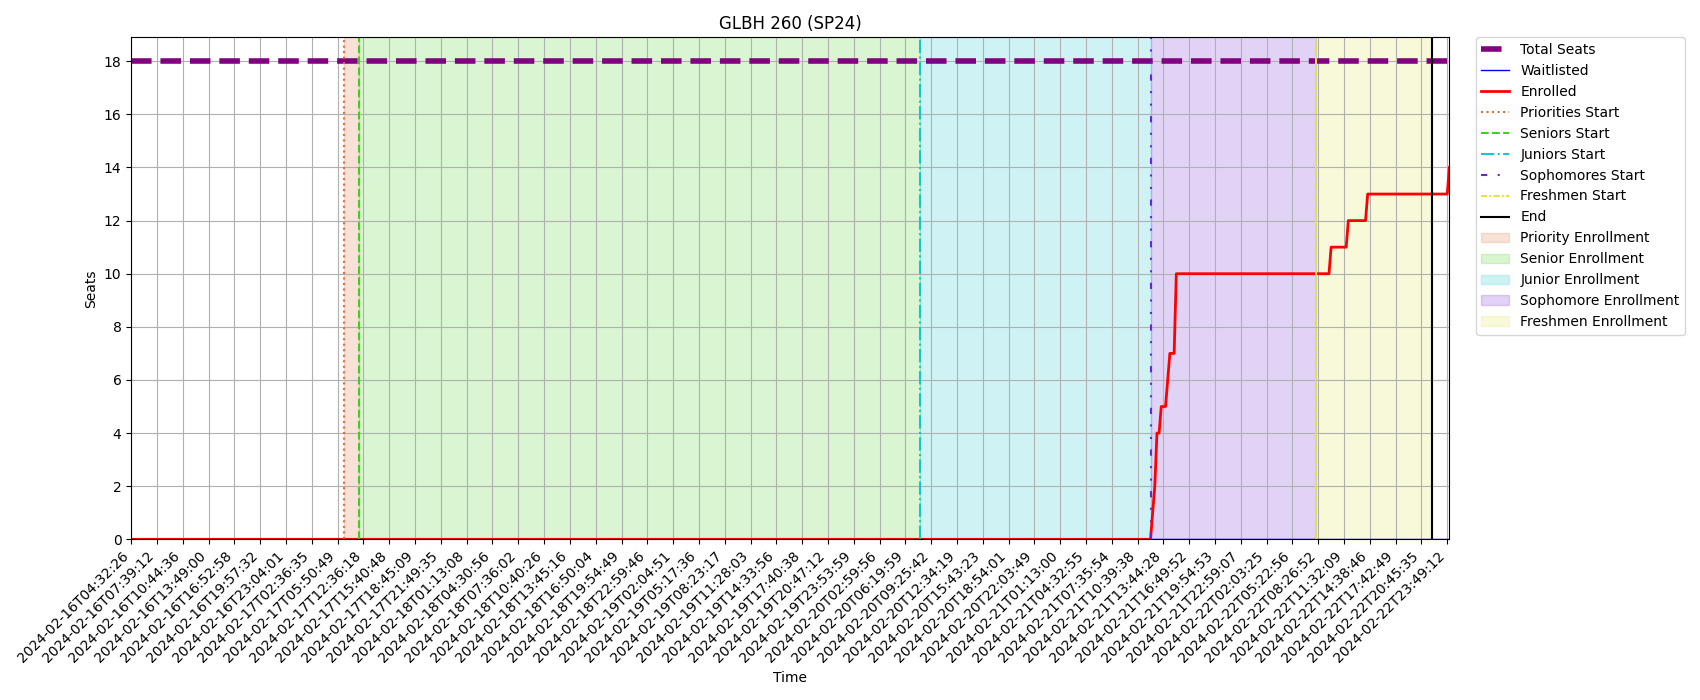 GLBH 260 (SP24)
Seats
18
16
14
12
10
8
6
4
2
0
2024-02-16T04:32:26
2024-02-16T07:39:12
2024-02-16T10:44:36
2024-02-16T13:49:00
2024-02-16T16:52:58
2024-02-16T19:57:32
2024-02-16T23:04:01
2024-02-17T02:36:35
2024-02-17T05:50:49
2024-02-17T12:36:18
2024-02-17T15:40:48
2024-02-17T18:45:09
2024-02-17T21:49:35
2024-02-18T01:13:08
2024-02-18T04:30:56
2024-02-18T07:36:02
2024-02-18T10:40:26
2024-02-18T13:45:16
2024-02-18T16:50:04
2024-02-18T19:54:49
2024-02-18T22:59:46
2024-02-19T02:04:51
2024-02-19T05:17:36
2024-02-19T08:23:17
2024-02-19T11:28:03
2024-02-19T14:33:56
2024-02-19T17:40:38
2024-02-19T20:47:12
2024-02-19T23:53:59
2024-02-20T02:59:56
2024-02-20T06:19:59
2024-02-20T09:25:42
2024-02-20T12:34:19
2024-02-20T15:43:23
2024-02-20T18:54:01
2024-02-20T22:03:49
2024-02-21T01:13:00
2024-02-21T04:32:55
2024-02-21T07:35:54
2024-02-21T10:39:38
2024-02-21T13:44:28
2024-02-21T16:49:52
2024-02-21T19:54:53
2024-02-21T22:59:07
2024-02-22T02:03:25
2024-02-22T05:22:56
2024-02-22T08:26:52
2024-02-22T11:32:09
2024-02-22T14:38:46
2024-02-22T17:42:49
2024-02-22T20:45:35
2024-02-22T23:49:12
Time
Total Seats
Waitlisted
Enrolled
Priorities Start
Seniors Start
Juniors Start
Sophomores Start
Freshmen Start
End
Priority Enrollment
Senior Enrollment
Junior Enrollment
Sophomore Enrollment
Freshmen Enrollment